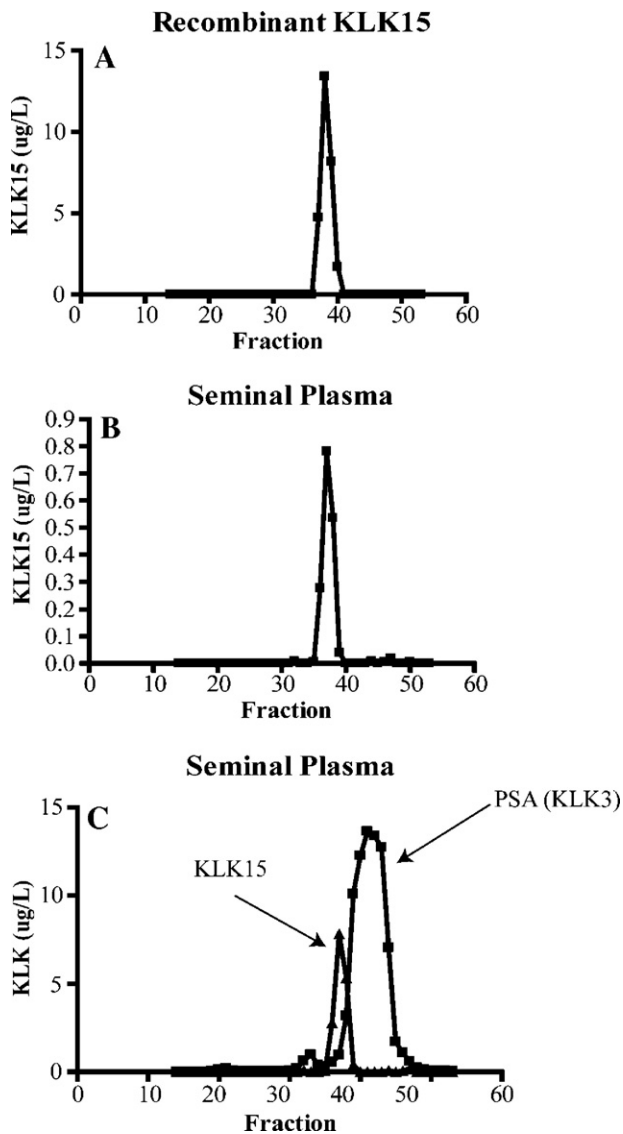 Recombinant KLK15
A
KLK15 (ug/L)
15
10
5
0
0 10 20 30 40 50 60
Fraction
Seminal Plasma
B
KLK15 (ug/L)
0.9
0.8
0.7
0.6
0.5
0.4
0.3
0.2
0.1
0.0
0 10 20 30 40 50 60
Fraction
Seminal Plasma
C
PSA (KLK3)
KLK15
KLK (ug/L)
15
10
5
0
0 10 20 30 40 50 60
Fraction